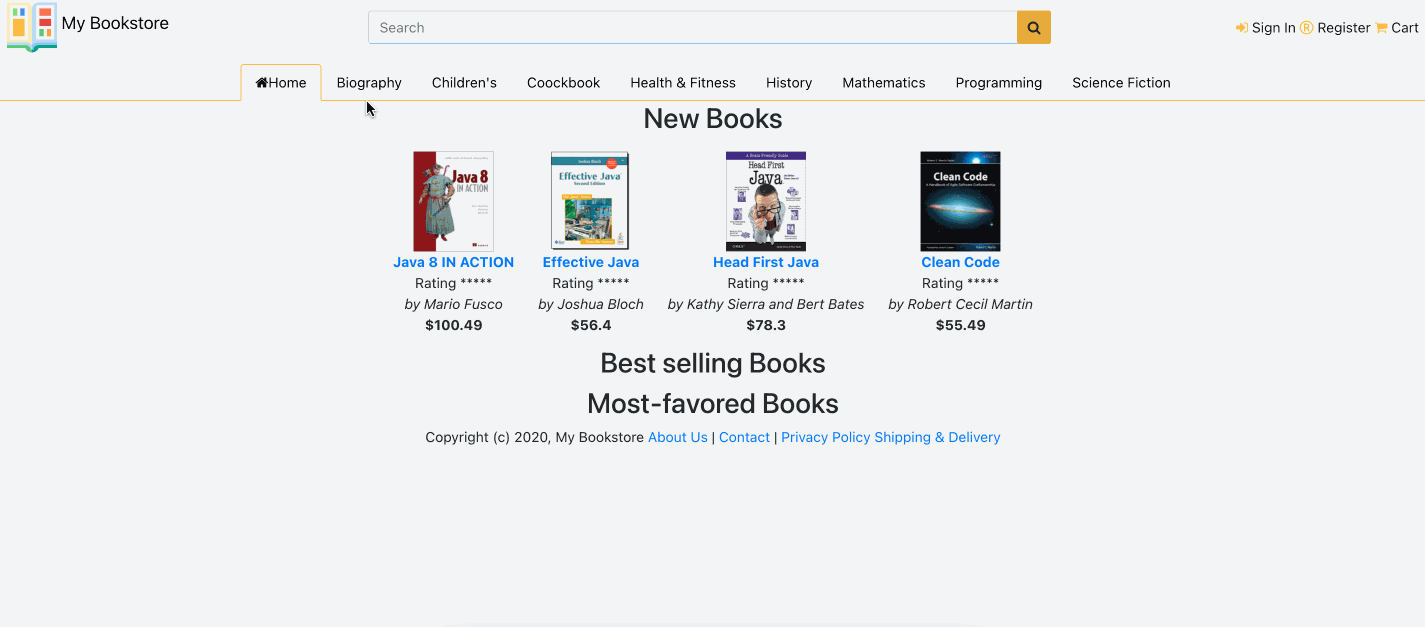 My Bookstore
Search
Sign In ® Register Cart
Home Biography Children's Coockbook Health & Fitness History Mathematics Programming Science Fiction
New Books
Java 8
IN ACTION
Effective Java
Second Edition
Head First
Java
Clean Code
Java 8 IN ACTION Effective Java Head First Java Clean Code
Rating ***** Rating ***** Rating ***** Rating *****
by Mario Fusco by Joshua Bloch by Kathy Sierra and Bert Bates by Robert Cecil Martin
$100.49 $56.4 $78.3 $55.49
Best selling Books
Most-favored Books
Copyright (c) 2020, My Bookstore About Us | Contact | Privacy Policy Shipping & Delivery